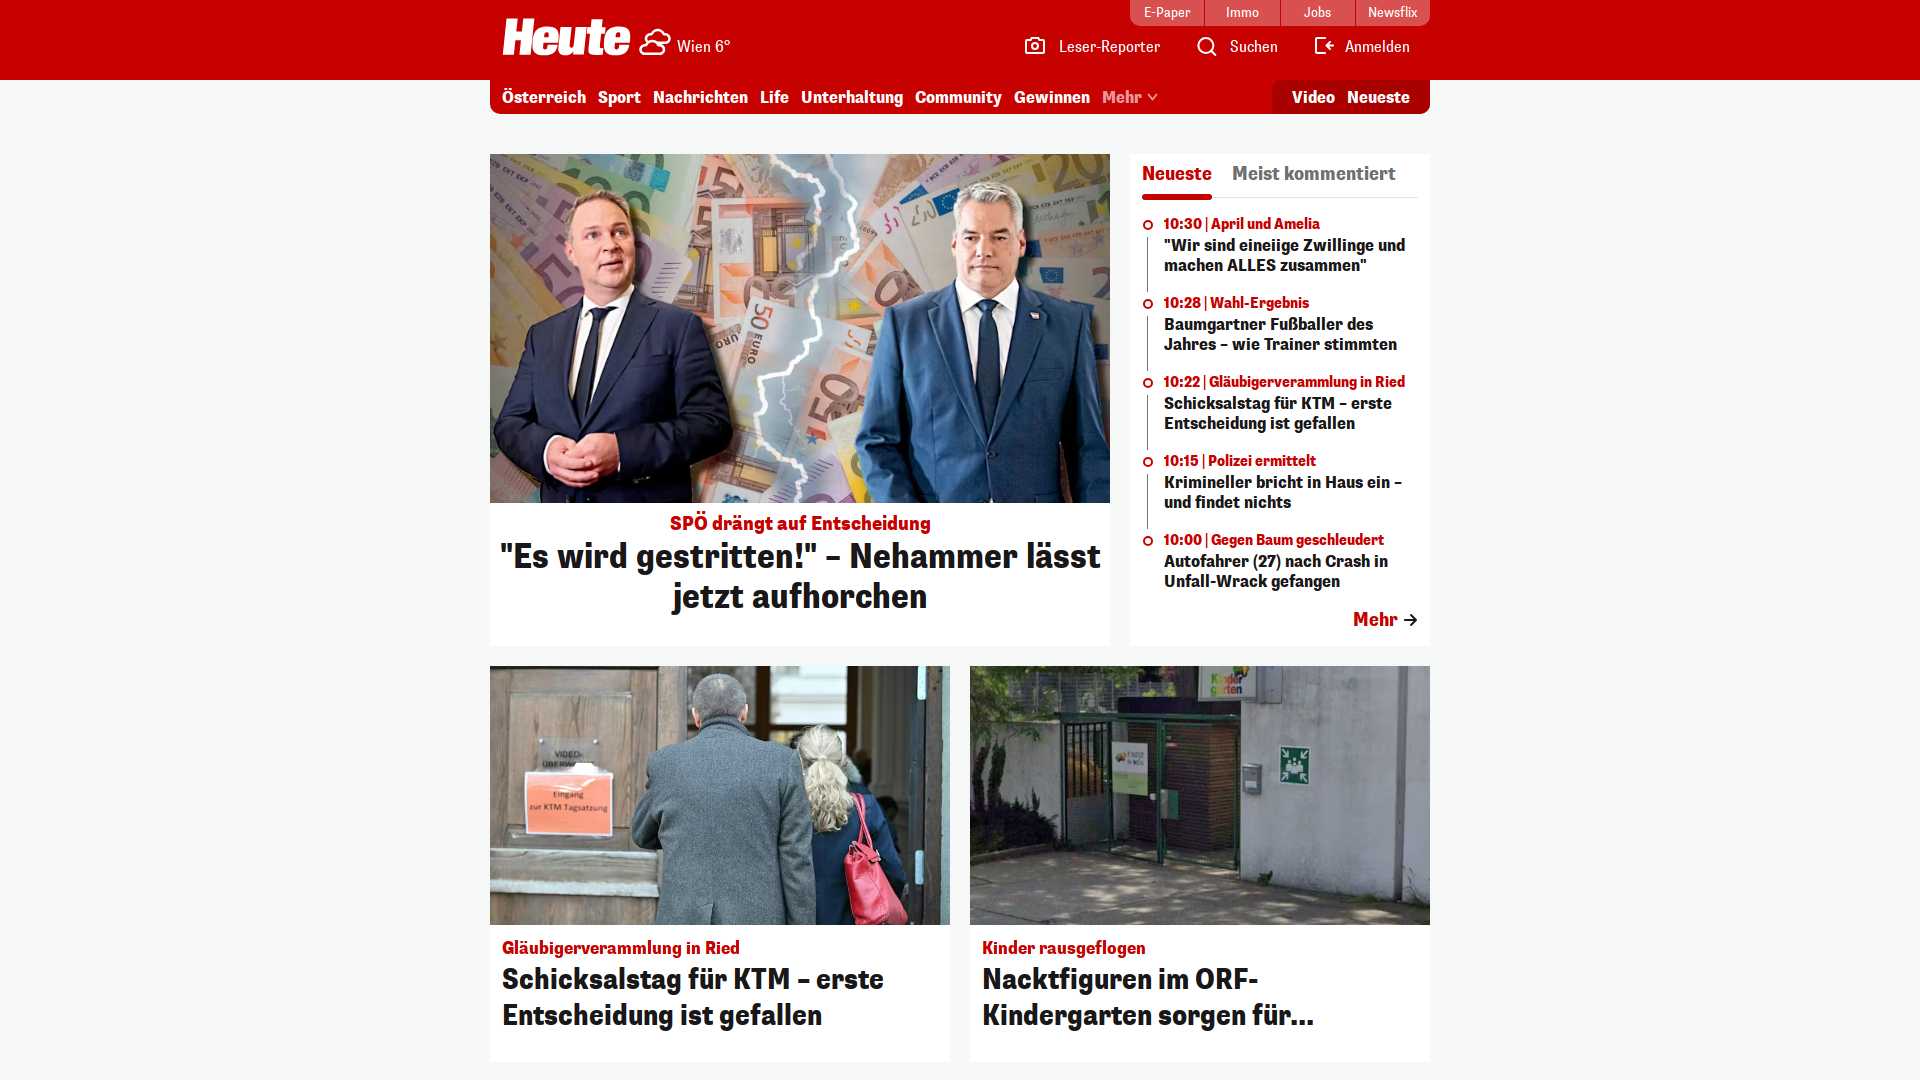 E-Paper
Immo
Jobs
Newsflix
Heute
Wien 6°
Leser-Reporter
Suchen
Anmelden
Österreich
Sport
Nachrichten
Life
Unterhaltung
Community
Gewinnen
Mehr
Video
Neueste
SPÖ drängt auf Entscheidung
"Es wird gestritten!" – Nehammer lässt
jetzt aufhorchen
Neueste
Meist kommentiert
10:30 | April und Amelia
"Wir sind eineiige Zwillinge und
machen ALLES zusammen"
10:28 | Wahl-Ergebnis
Baumgartner Fußballer des
Jahres – wie Trainer stimmten
10:22 | Gläubigerverammlung in Ried
Schicksalstag für KTM – erste
Entscheidung ist gefallen
10:15 | Polizei ermittelt
Krimineller bricht in Haus ein –
und findet nichts
10:00 | Gegen Baum geschleudert
Autofahrer (27) nach Crash in
Unfall-Wrack gefangen
Mehr
VIDEO-
Eingang
zur KTM Tagsatzung
Gläubigerverammlung in Ried
Schicksalstag für KTM – erste
Entscheidung ist gefallen
Kinder
garten
Kinder rausgeflogen
Nacktfiguren im ORF-
Kindergarten sorgen für...